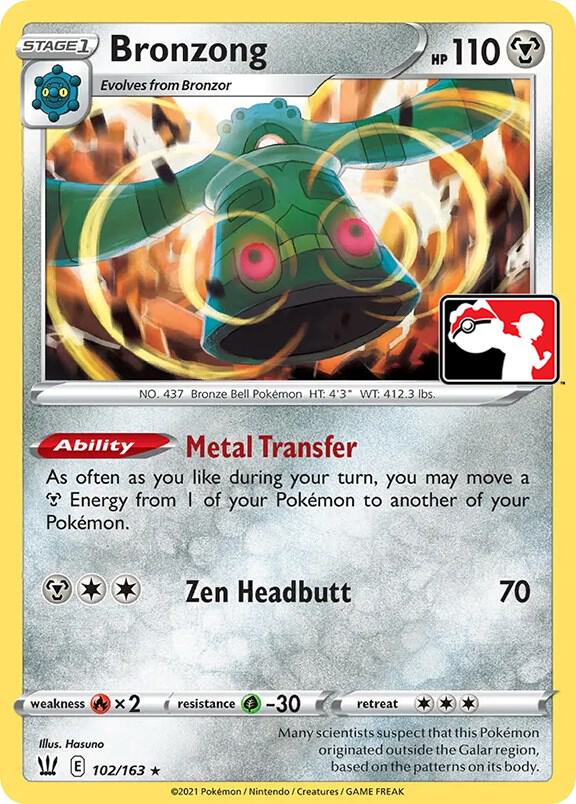 STAGE 1
Bronzong
HP 110
Evolves from Bronzor
NO. 437 Bronze Bell Pokémon HT: 4'3" WT: 412.3 lbs.
TM
Ability Metal Transfer
As often as you like during your turn, you may move a
Energy from 1 of your Pokémon to another of your
Pokémon.
Zen Headbutt 70
weakness ×2 resistance -30 retreat
Illus. Hasuno
Many scientists suspect that this Pokémon
originated outside the Galar region,
based on the patterns on its body.
E 102/163 ★
©2021 Pokémon / Nintendo / Creatures / GAME FREAK